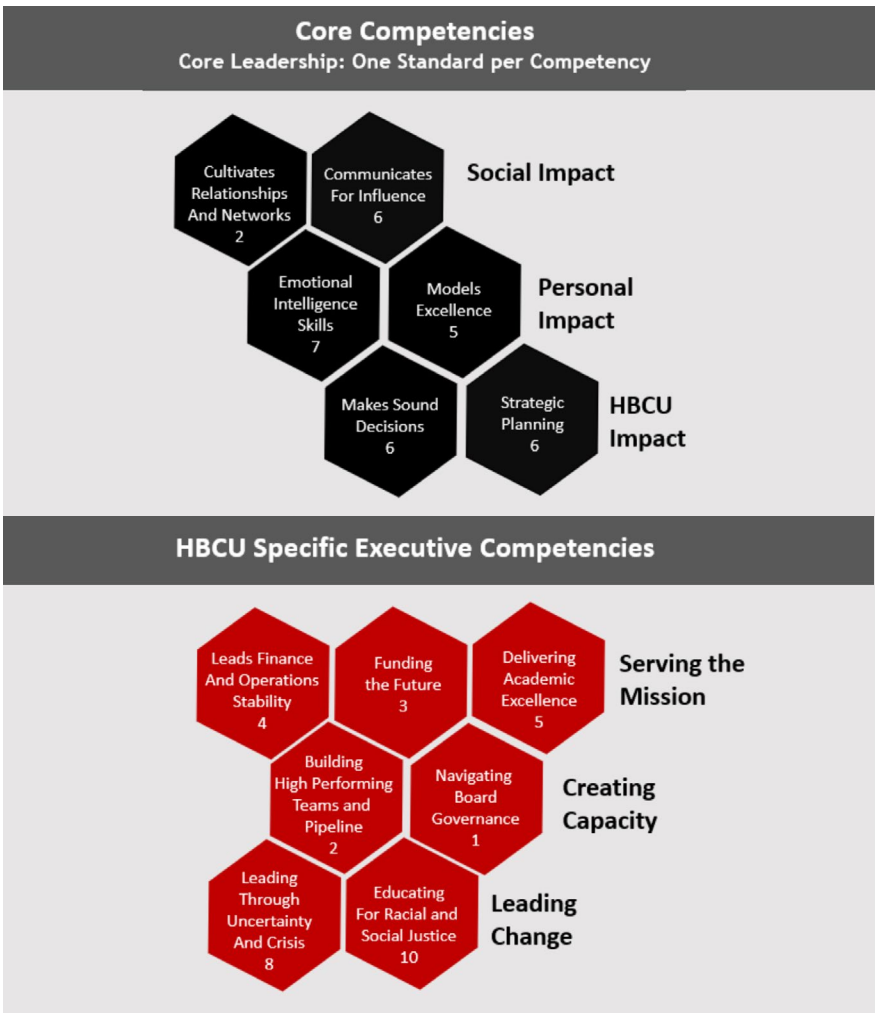 Core Competencies
Core Leadership: One Standard per Competency
Cultivates
Relationships
And Networks
2
Communicates
For Influence
6
Social Impact
Emotional
Intelligence
Skills
7
Models
Excellence
5
Personal
Impact
Makes Sound
Decisions
6
Strategic
Planning
6
HBCU
Impact
HBCU Specific Executive Competencies
Leads Finance
And Operations
Stability
4
Funding
the Future
3
Delivering
Academic
Excellence
5
Serving the
Mission
Building
High Performing
Teams and
Pipeline
2
Navigating
Board
Governance
1
Creating
Capacity
Leading
Through
Uncertainty
And Crisis
8
Educating
For Racial and
Social Justice
10
Leading
Change